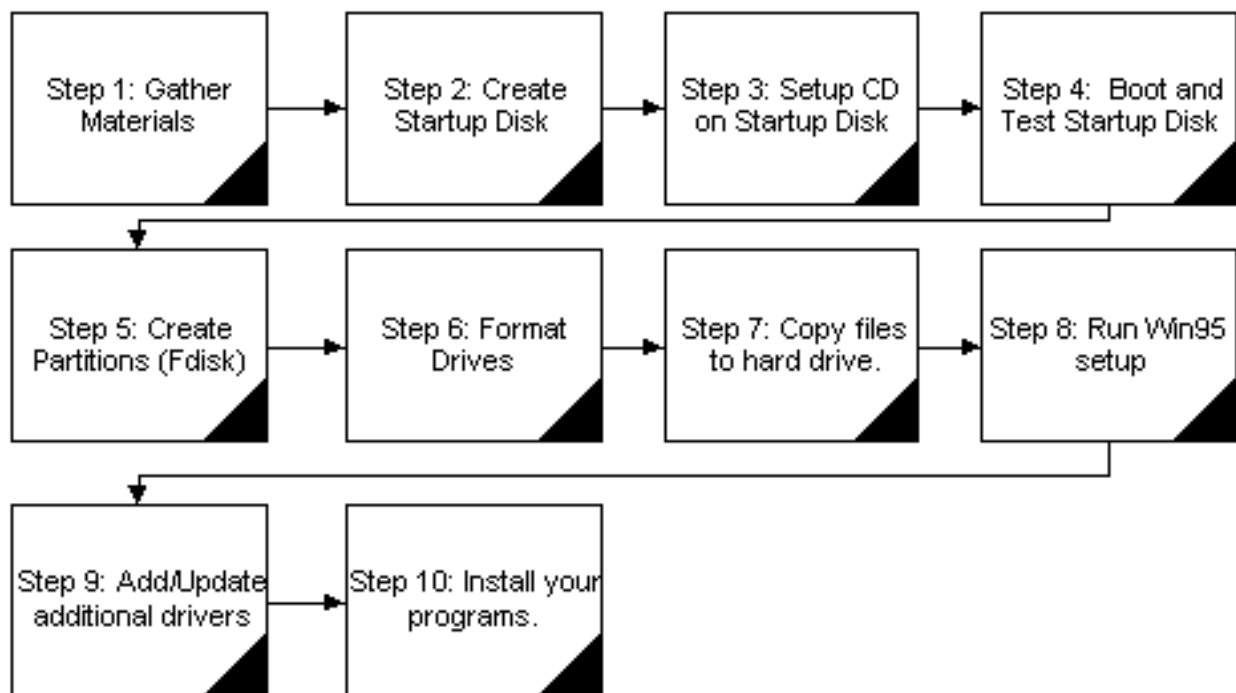 Step 1: Gather
Materials
Step 2: Create
Startup Disk
Step 3: Setup CD
on Startup Disk
Step 4:  Boot and
Test Startup Disk
Step 5: Create
Partitions (Fdisk)
Step 6: Format
Drives
Step 7: Copy files
to hard drive.
Step 8: Run Win95
setup
Step 9: Add/Update
additional drivers
Step 10: Install your
programs.